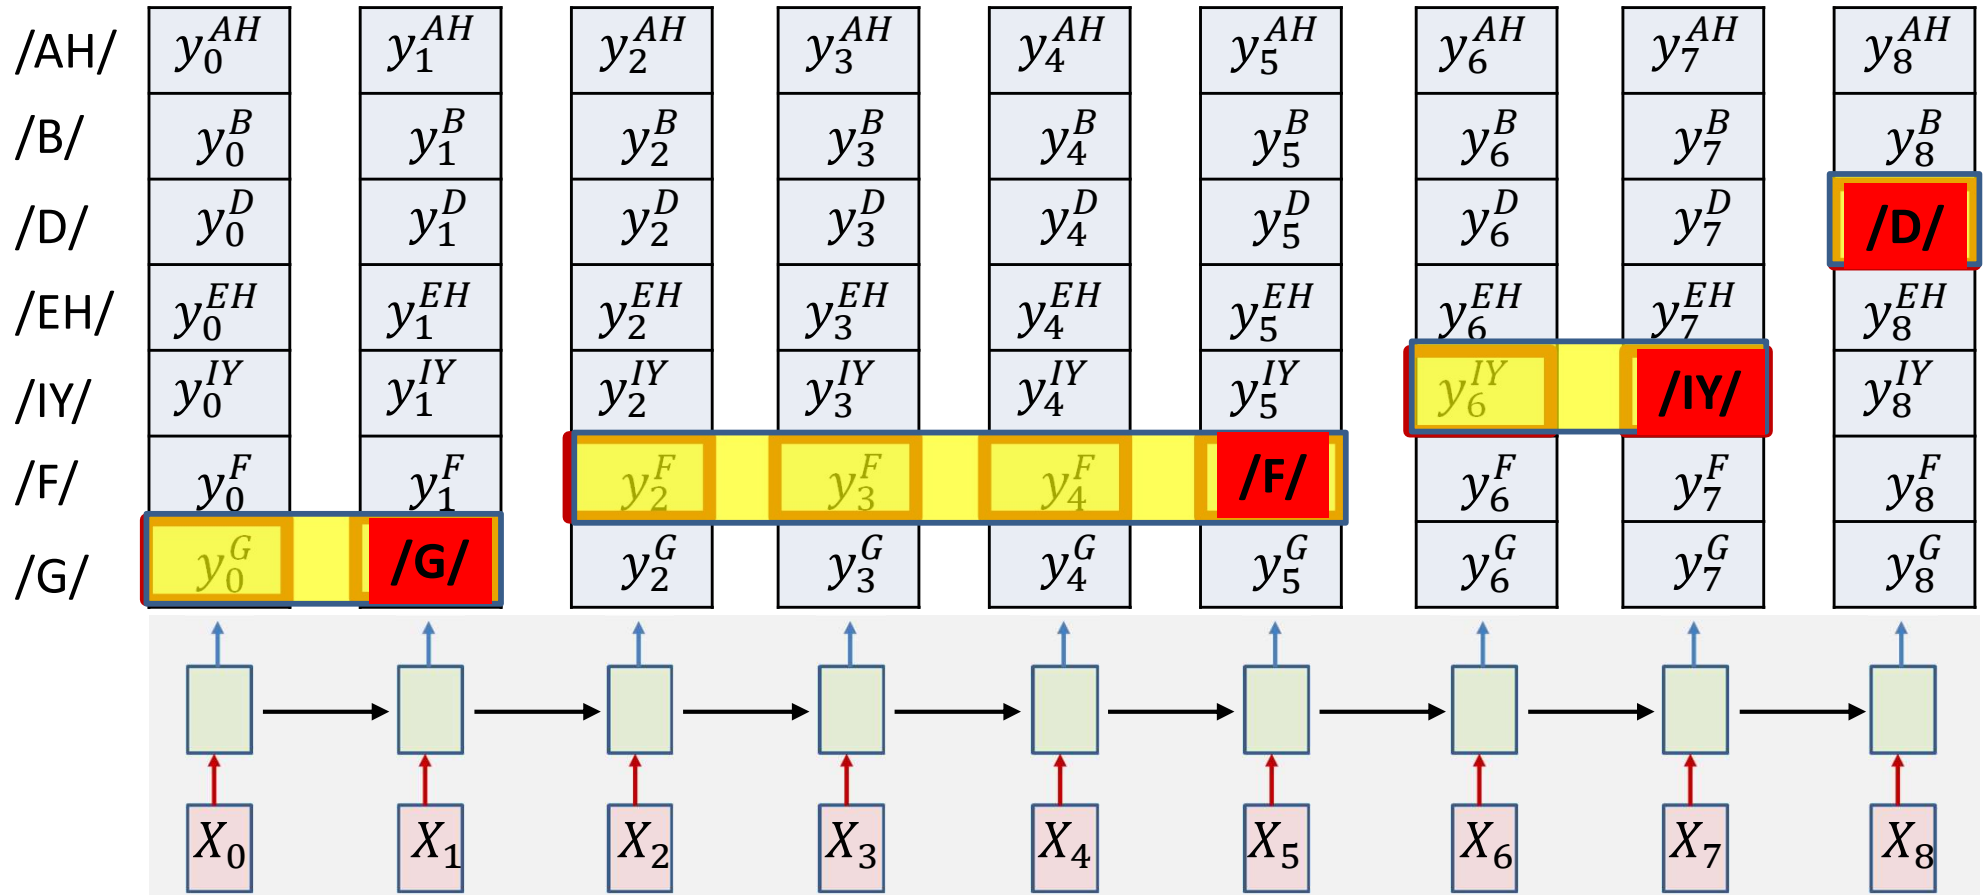 /AH/ y_0^{AH} y_1^{AH} y_2^{AH} y_3^{AH} y_4^{AH} y_5^{AH} y_6^{AH} y_7^{AH} y_8^{AH}
/B/ y_0^B y_1^B y_2^B y_3^B y_4^B y_5^B y_6^B y_7^B y_8^B
/D/ y_0^D y_1^D y_2^D y_3^D y_4^D y_5^D y_6^D y_7^D /D/
/EH/ y_0^{EH} y_1^{EH} y_2^{EH} y_3^{EH} y_4^{EH} y_5^{EH} y_6^{EH} y_7^{EH} y_8^{EH}
/IY/ y_0^{IY} y_1^{IY} y_2^{IY} y_3^{IY} y_4^{IY} y_5^{IY} y_6^{IY} /IY/ y_8^{IY}
/F/ y_0^F y_1^F y_2^F y_3^F y_4^F /F/ y_6^F y_7^F y_8^F
/G/ y_0^G /G/ y_2^G y_3^G y_4^G y_5^G y_6^G y_7^G y_8^G
X_0 X_1 X_2 X_3 X_4 X_5 X_6 X_7 X_8